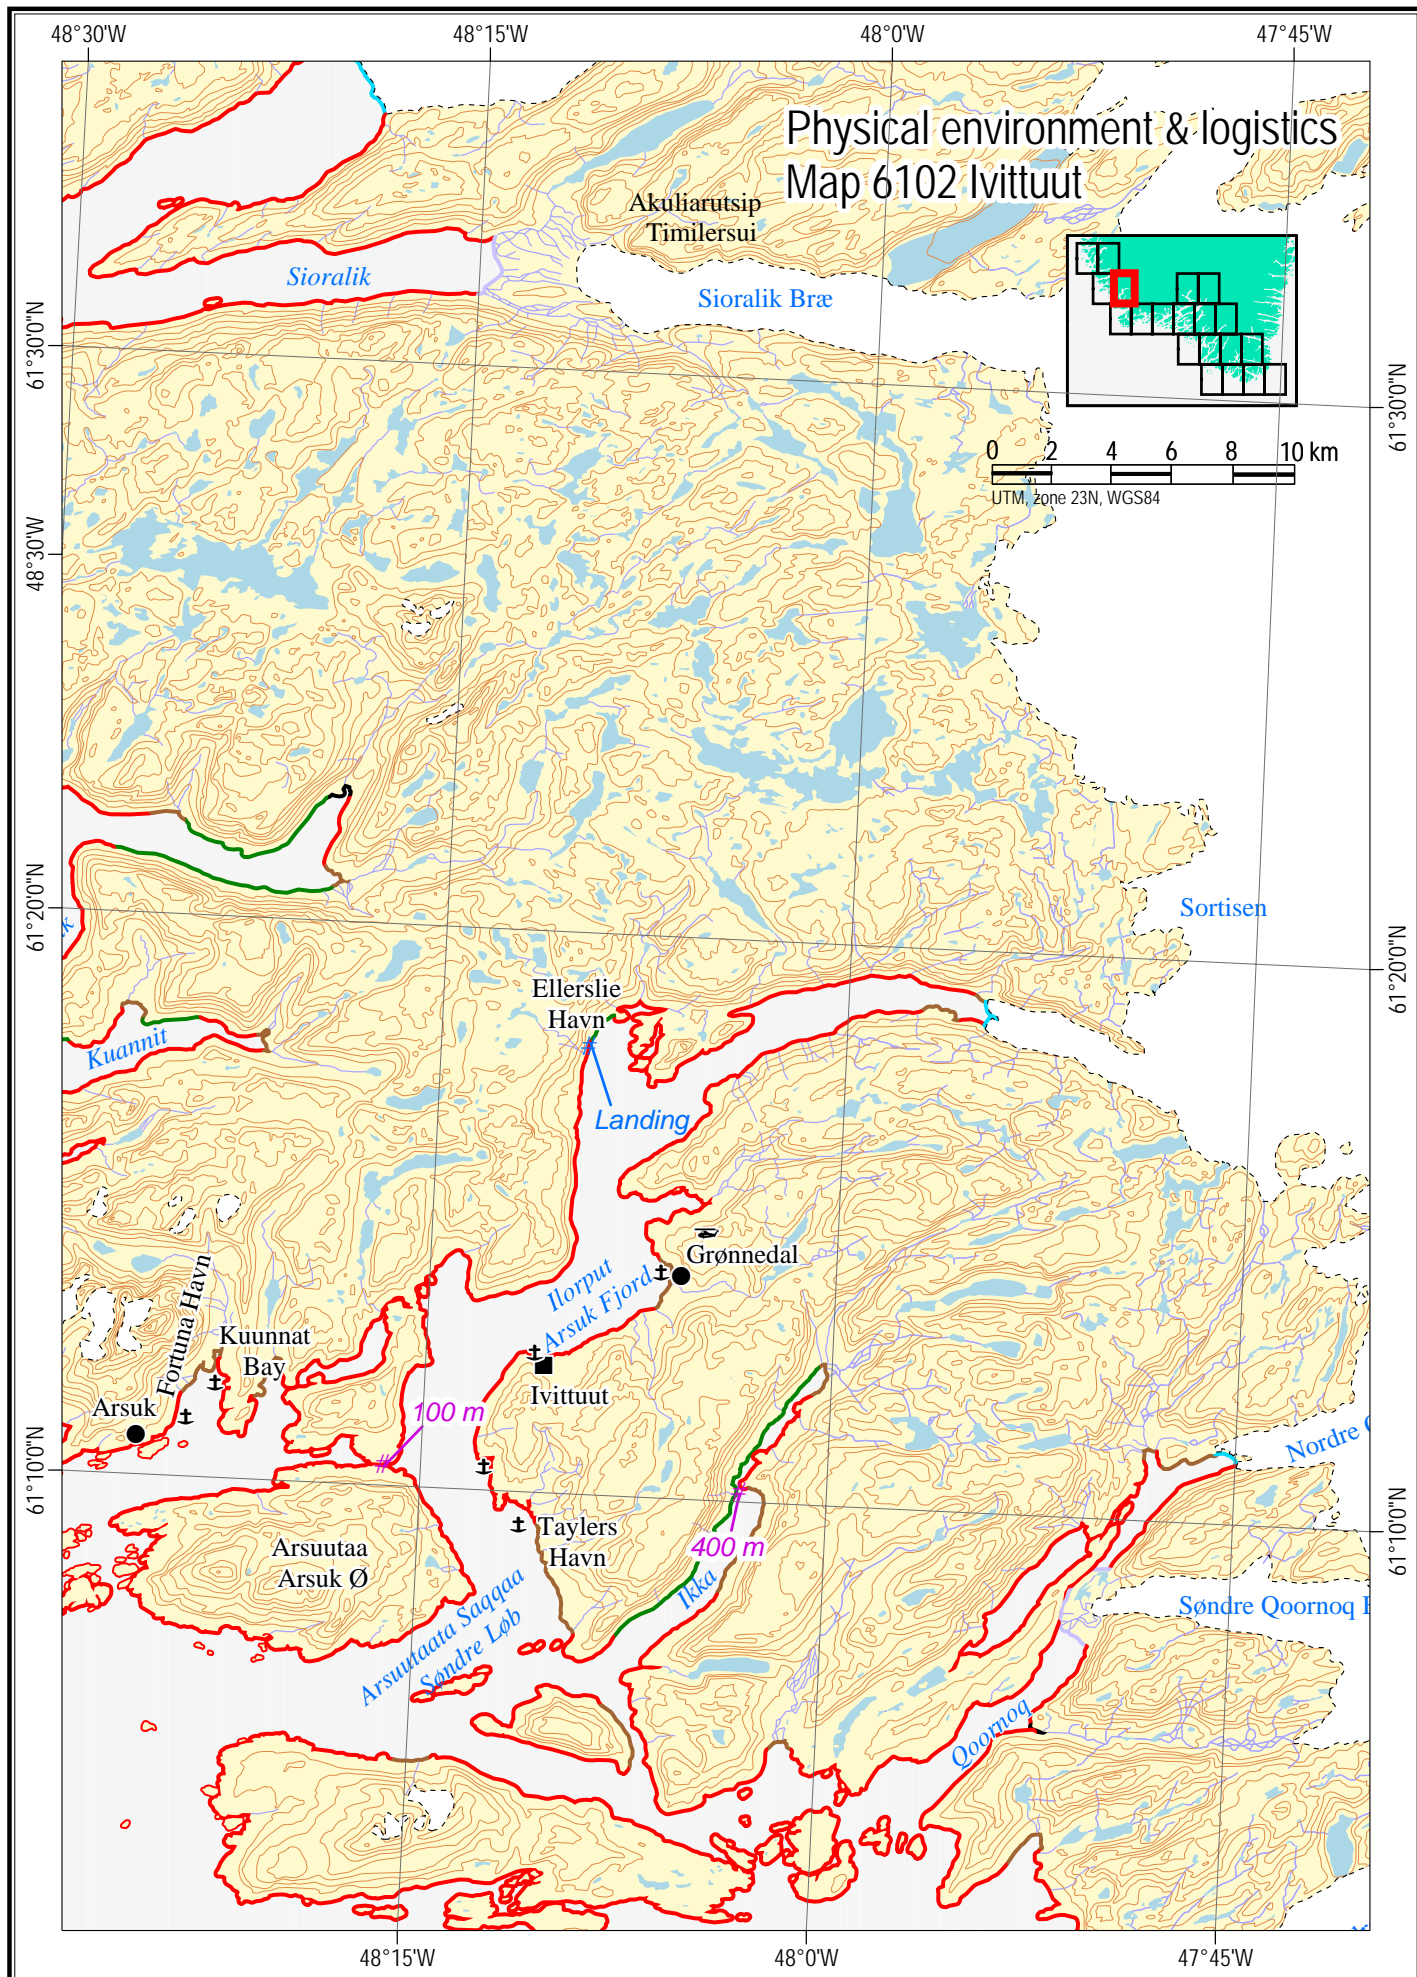 48°30'W
48°15'W
48°0'W
47°45'W
Physical environment & logistics
Map 6102 Ivittuut
Akuliarutsip
Timilersui
Sioralik
Sioralik Bræ
61°30'0"N
61°30'0"N
0 2 4 6 8 10 km
UTM, zone 23N, WGS84
48°30'W
61°20'0"N
Sortisen
61°20'0"N
Ellerslie
Havn
Kuannit
Landing
Grønnedal
Ilorput
Arsuk Fjord
Fortuna Havn
Kuunnat
Bay
Ivittuut
Arsuk
100 m
Nordre
61°10'0"N
61°10'0"N
Taylers
Havn
400 m
Arsuutaa
Arsuk Ø
Ikka
Søndre Qoornoq
Arsuutaata Saqqaa
Søndre Løb
Qoornoq
48°15'W
48°0'W
47°45'W